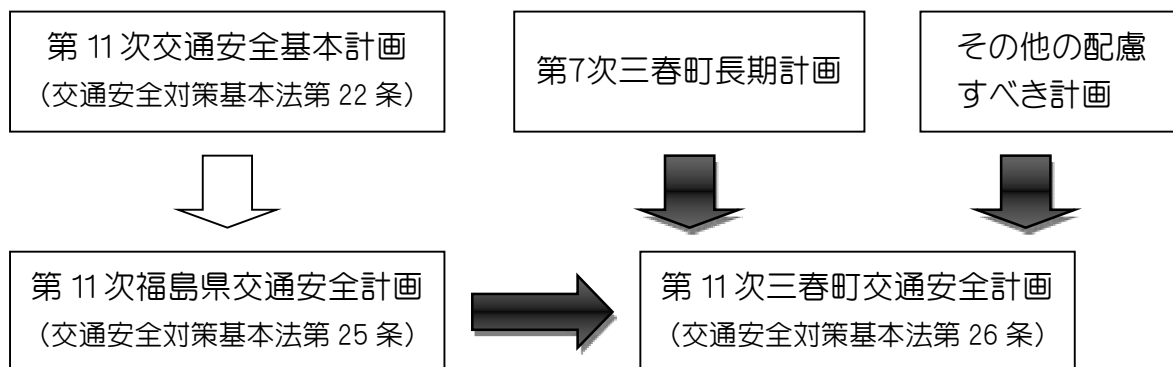 第 11 次交通安全基本計画
（交通安全対策基本法第 22 条）
第7次三春町長期計画
その他の配慮
すべき計画
第 11 次福島県交通安全計画
（交通安全対策基本法第 25 条）
第 11 次三春町交通安全計画
（交通安全対策基本法第 26 条）